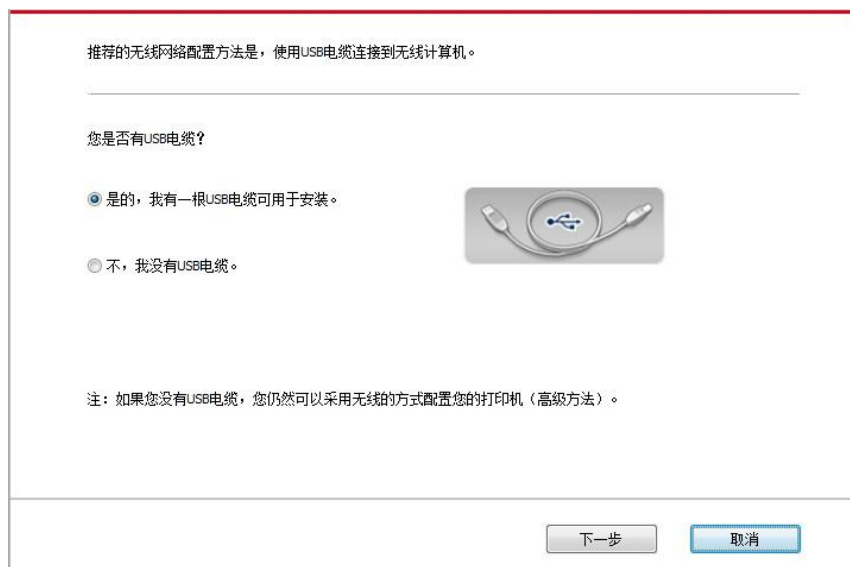 推荐的无线网络配置方法是，使用USB电缆连接到无线计算机。
您是否有USB电缆？
是的，我有一根USB电缆可用于安装。
不，我没有USB电缆。
注：如果您没有USB电缆，您仍然可以采用无线的方式配置您的打印机（高级方法）。
下一步
取消